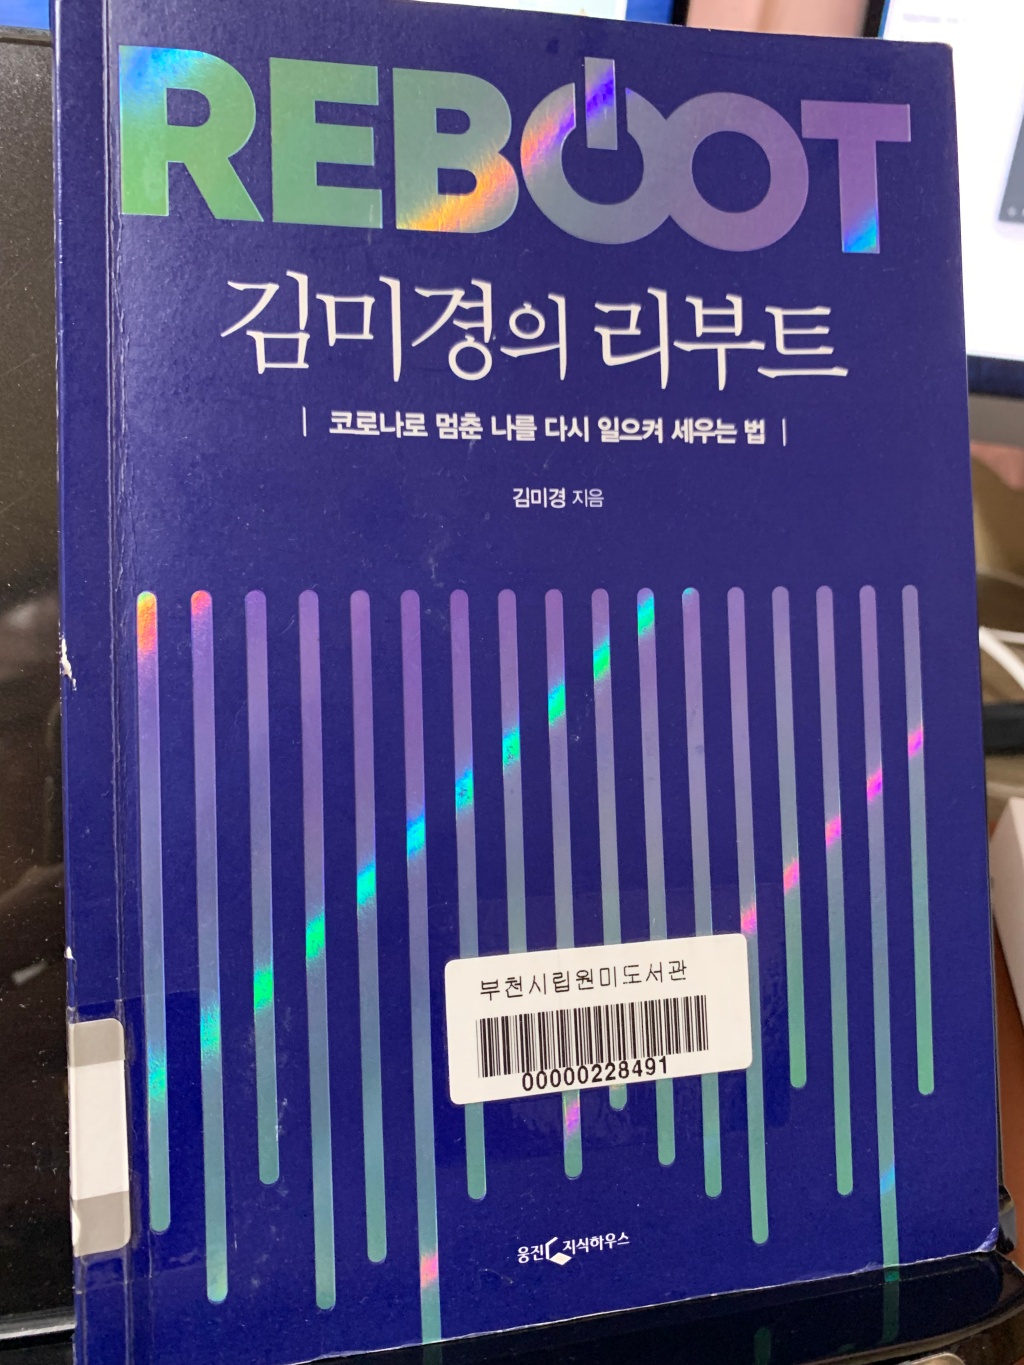 REBOOT
김미경의 리부트
| 코로나로 멈춘 나를 다시 일으켜 세우는 법 |
김미경 지음
부천시립원미도서관
00000228491
웅진 지식하우스